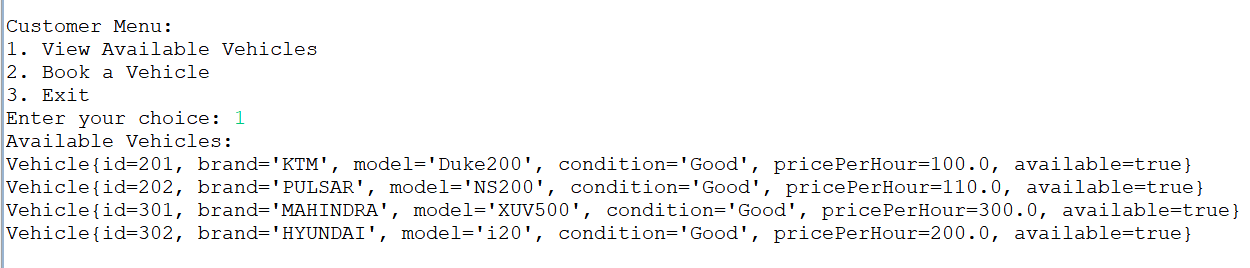 Customer Menu:
1. View Available Vehicles
2. Book a Vehicle
3. Exit
Enter your choice: 1
Available Vehicles:
Vehicle{id=201, brand='KTM', model='Duke200', condition='Good', pricePerHour=100.0, available=true}
Vehicle{id=202, brand='PULSAR', model='NS200', condition='Good', pricePerHour=110.0, available=true}
Vehicle{id=301, brand='MAHINDRA', model='XUV500', condition='Good', pricePerHour=300.0, available=true}
Vehicle{id=302, brand='HYUNDAI', model='i20', condition='Good', pricePerHour=200.0, available=true}